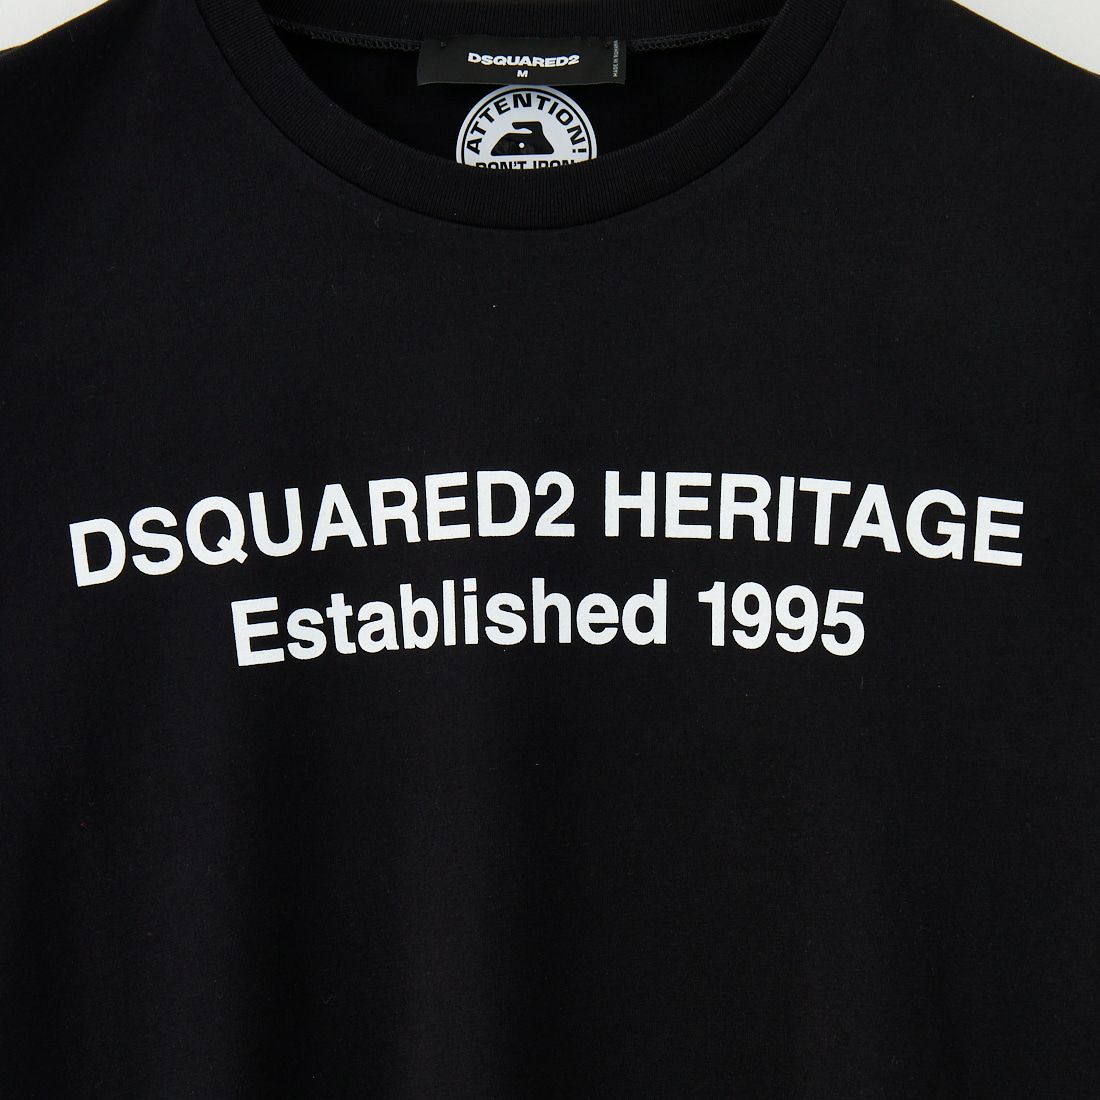 DSQUARED2
M
ATTENTION!
DON'T IRON
DSQUARED2 HERITAGE
Established 1995